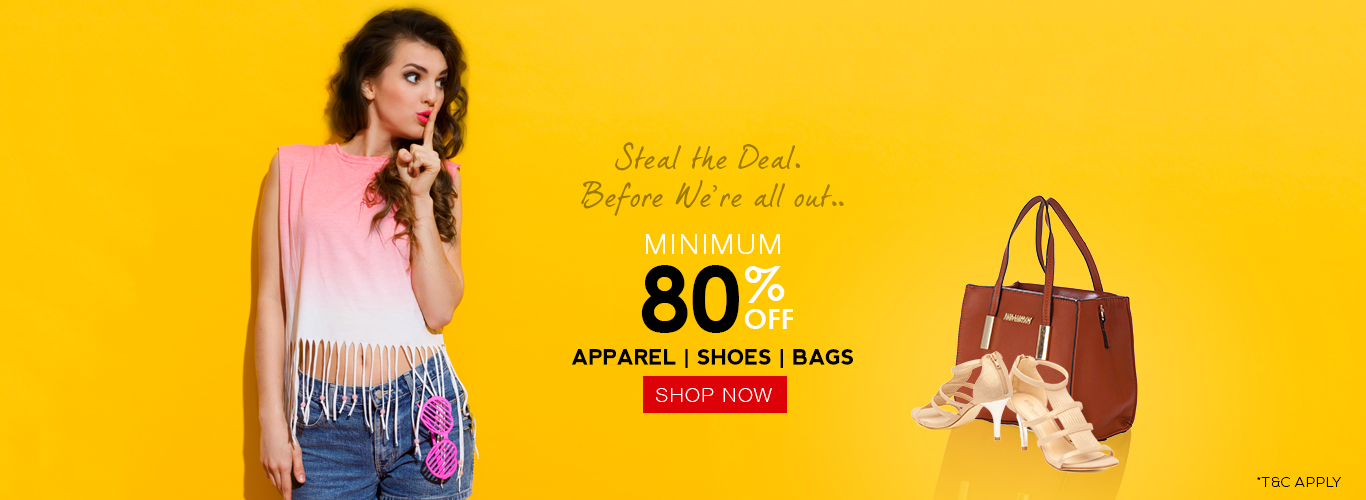 Steal the Deal.
Before We're all out..
MINIMUM
80% OFF
APPAREL | SHOES | BAGS
SHOP NOW
*T&C APPLY